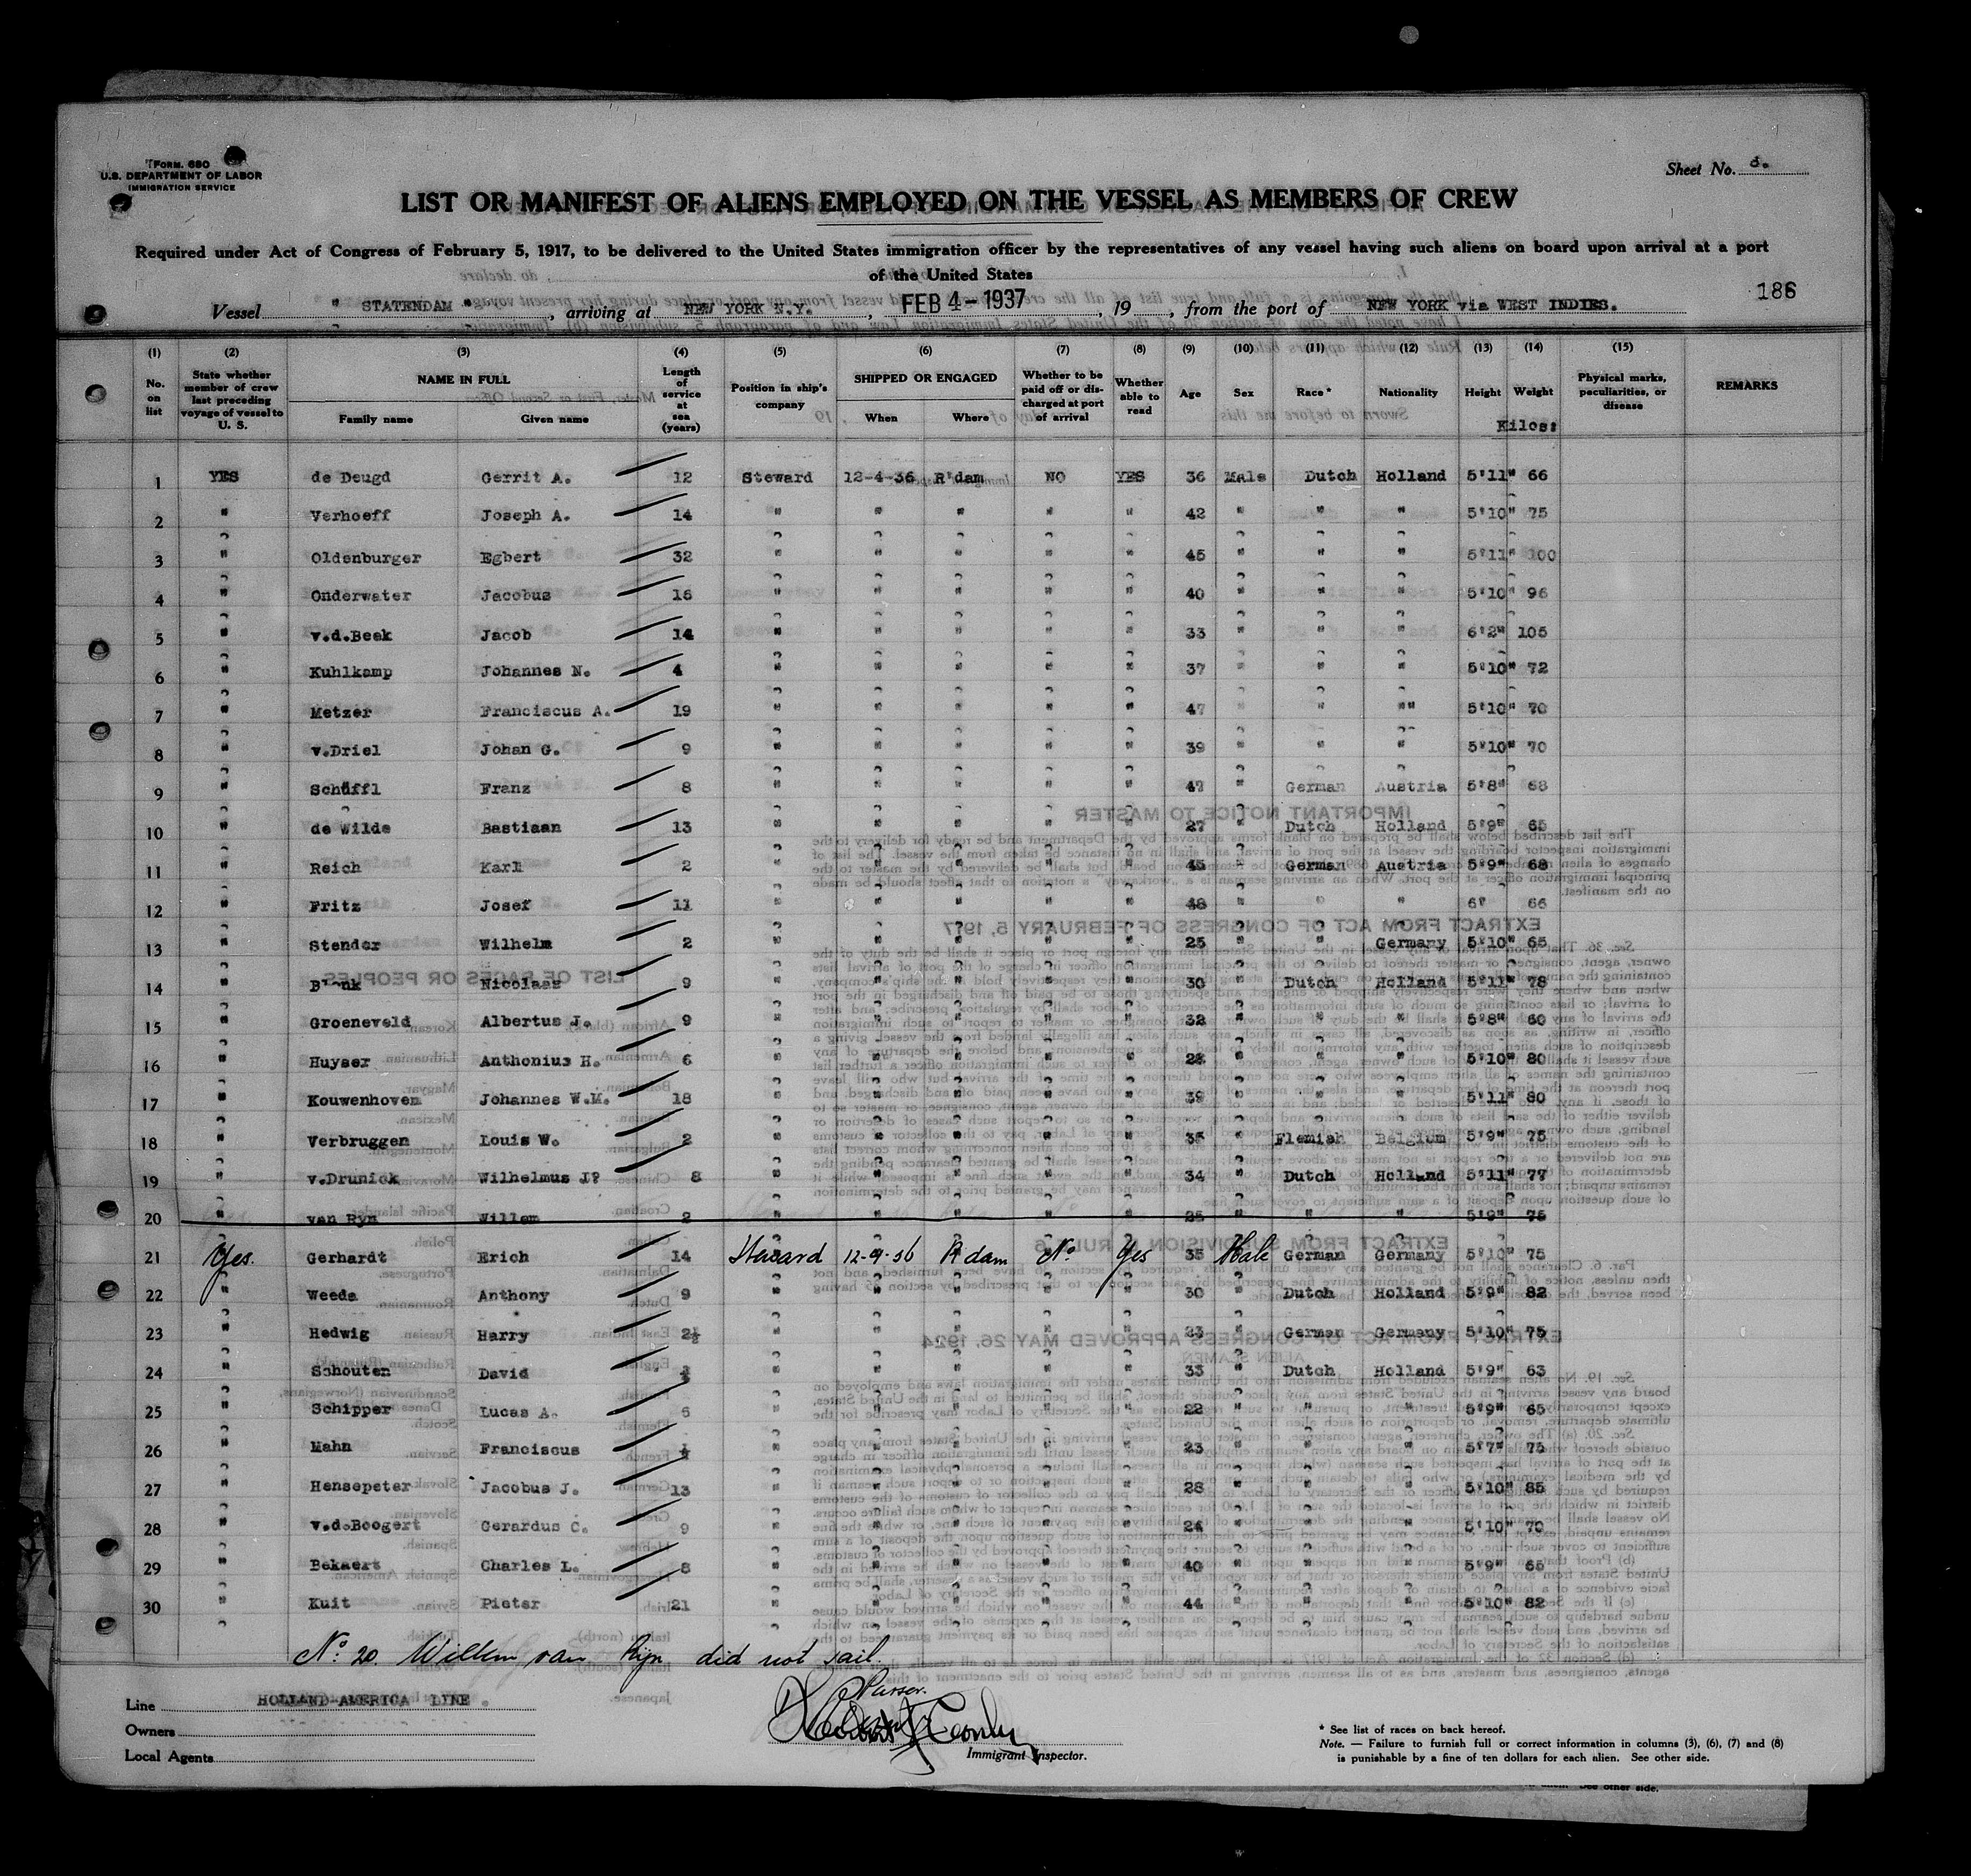 FORM. 680
U.S. DEPARTMENT OF LABOR
IMMIGRATION SERVICE
Sheet No.
LIST OR MANIFEST OF ALIENS EMPLOYED ON THE VESSEL AS MEMBERS OF CREW
Required under Act of Congress of February 5, 1917, to be delivered to the United States immigration officer by the representatives of any vessel having such aliens on board upon arrival at a port
of the United States
186
Vessel " STATENDAM ", arriving at NEW YORK N.Y., FEB 4 - 1937, 19, from the port of NEW YORK via WEST INDIES.
(1) (2) (3) (4) (5) (6) (7) (8) (9) (10) (11) (12) (13) (14) (15)
No. on list State whether member of crew last preceding voyage of vessel to U. S. NAME IN FULL Family name Given name Length of service at sea (years) Position in ship's company SHIPPED OR ENGAGED When Where Whether to be paid off or discharged at port of arrival Whether able to read Age Sex Race * Nationality Height Weight Physical marks, peculiarities, or disease REMARKS
Kilos:
1 YES de Deugd Gerrit A. 12 Steward 12-4-36 R'dam NO YES 36 Male Dutch Holland 5'11" 66
2 " Verhoeff Joseph A. 14 " " " " " 42 " " " 5'10" 75
3 " Oldenburger Egbert 32 " " " " " 45 " " " 5'11" 100
4 " Onderwater Jacobus 16 " " " " " 40 " " " 5'10" 96
5 " v.d.Beek Jacob 14 " " " " " 33 " " " 6'2" 105
6 " Kuhlkamp Johannes N. 4 " " " " " 37 " " " 5'10" 72
7 " Metzer Franciscus A. 19 " " " " " 47 " " "" 5'10" 70
8 " v.Driel Johan G. 9 " " " " " 39 " " " 5'10" 70
9 " Schöffl Franz 8 " " " " " 47 " German Austria 5'8" 68
10 " de Wilde Bastiaan 13 " " " " " 27 " Dutch Holland 5'9" 65
11 " Reich Karl 2 " " " " " 45 " German Austria 5'9" 68
12 " Fritz Josef 11 " " " " " 48 " " " 6" 66
13 " Stender Wilhelm 2 " " " " " 25 " " Germany 5'10" 65
14 " Nicolaas 9 " " " " " 30 " Dutch Holland 5'11" 78
15 " Groeneveld Albertus J. 9 " " " " " 32 " " " 5'8" 60
16 " Huyser Anthonius H. 6 " " " " " 28 " " " 5'10" 80
17 " Kouwenhoven Johannes W.M. 18 " " " " " 39 " " " 5'11" 80
18 " Verbruggen Louis W. 2 " " " " " 35 " Flemish Belgium 5'9" 75
19 " v.Drunick Wilhelmus J? 8 " " " " " 34 " Dutch Holland 5'11" 77
20 " van Ryn Willem 2 " " " " " 25 " " " 5'9" 75
21 Yes. Gerhardt Erich 14 Steward 12-9-36 R'dam No. Yes 35 Male German Germany 5'10" 75
22 " Weeda Anthony 9 " " " " " 30 " Dutch Holland 5'9" 82
23 " Hedwig Harry 2½ " " " " " 23 " German Germany 5'10" 75
24 " Schouten David " " " " " 33 " Dutch Holland 5'9" 63
25 " Schipper Lucas A. 6 " " " " " 22 " " " 5'9" 65
26 " Mahn Franciscus " " " " " 23 " " " 5'7" 75
27 " Hensepeter Jacobus J. 13 " " " " " 28 " " " 5'10" 85
28 " v.d.Boogert Gerardus C. 9 " " " " " 24 " " " 5'10" 70
29 " Bekaert Charles L. 8 " " " " " 40 " " " 5'9" 65
30 " Kuit Pieter 21 " " " " " 44 " " " 5'10" 82
No: 20. Willem van Rijn did not sail.
Purser.
Line HOLLAND-AMERICA LINE.
Owners
Local Agents
Immigrant Inspector.
* See list of races on back hereof.
Note. — Failure to furnish full or correct information in columns (3), (6), (7) and (8)
is punishable by a fine of ten dollars for each alien. See other side.
See other side.